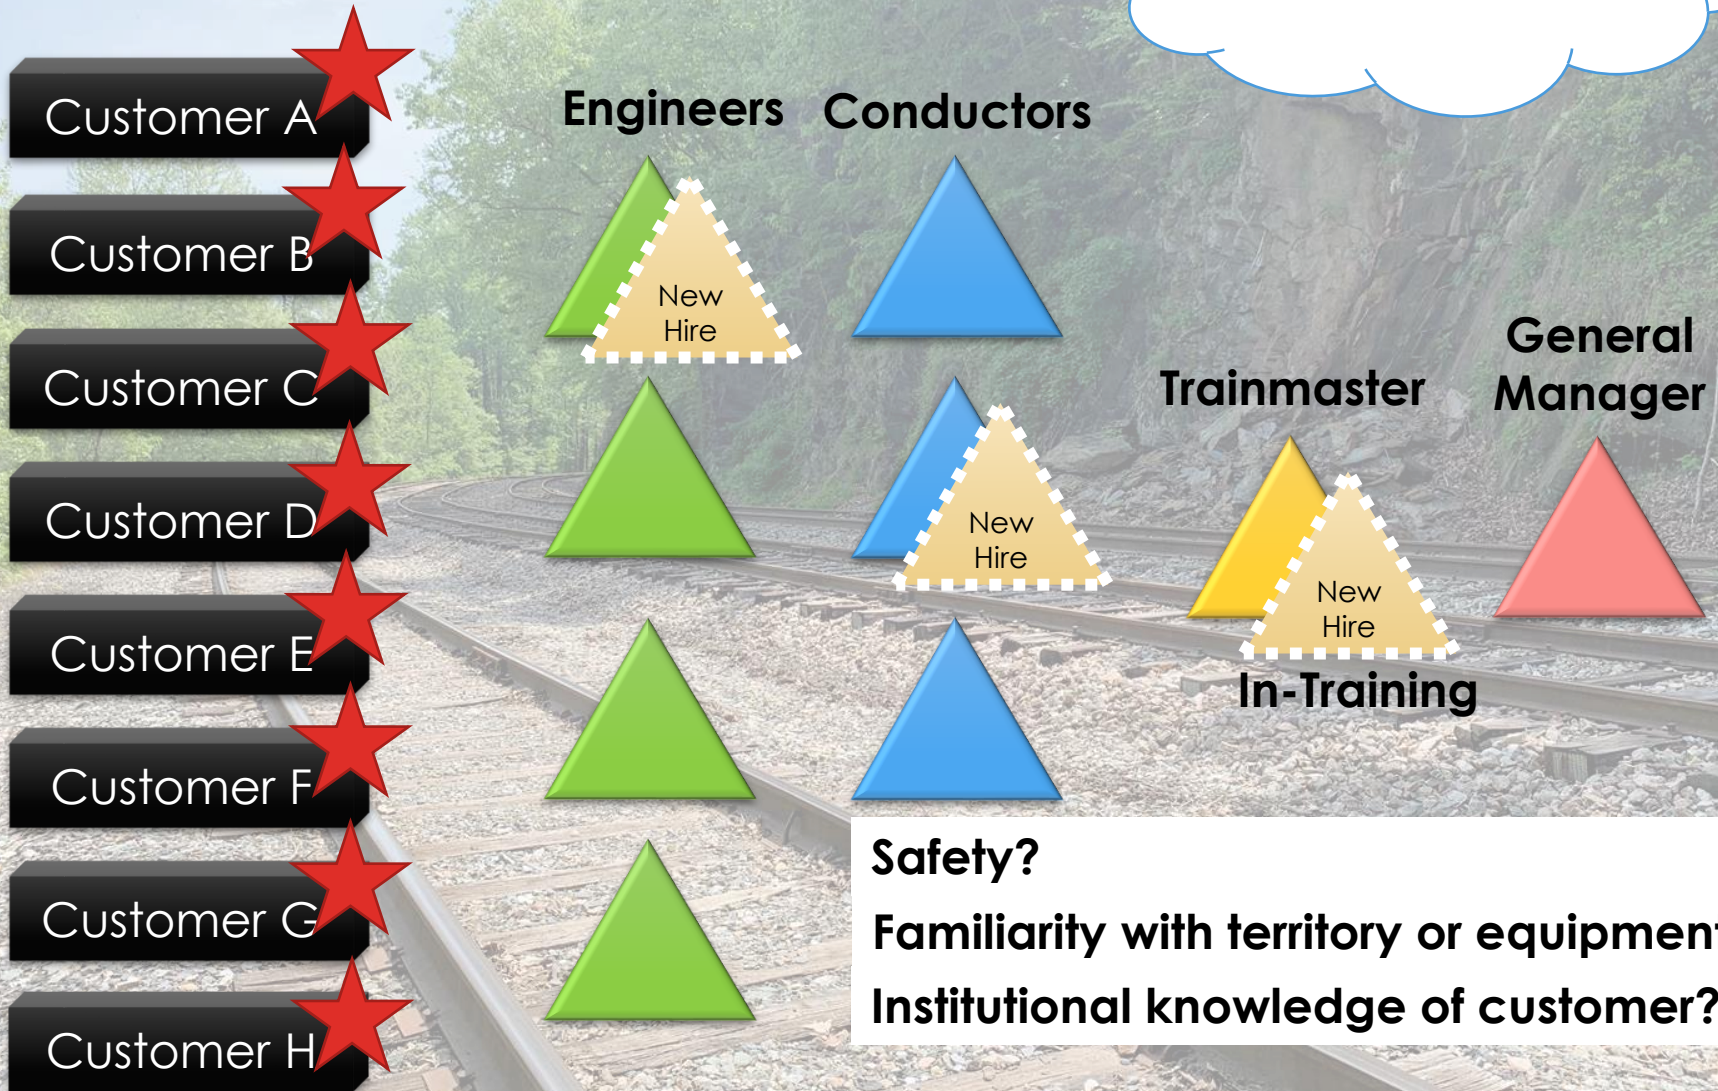 Customer A
Customer B
Customer C
Customer D
Customer E
Customer F
Customer G
Customer H
Engineers
Conductors
New
Hire
New
Hire
Trainmaster
General
Manager
New
Hire
In-Training
Safety?
Familiarity with territory or equipment
Institutional knowledge of customer?